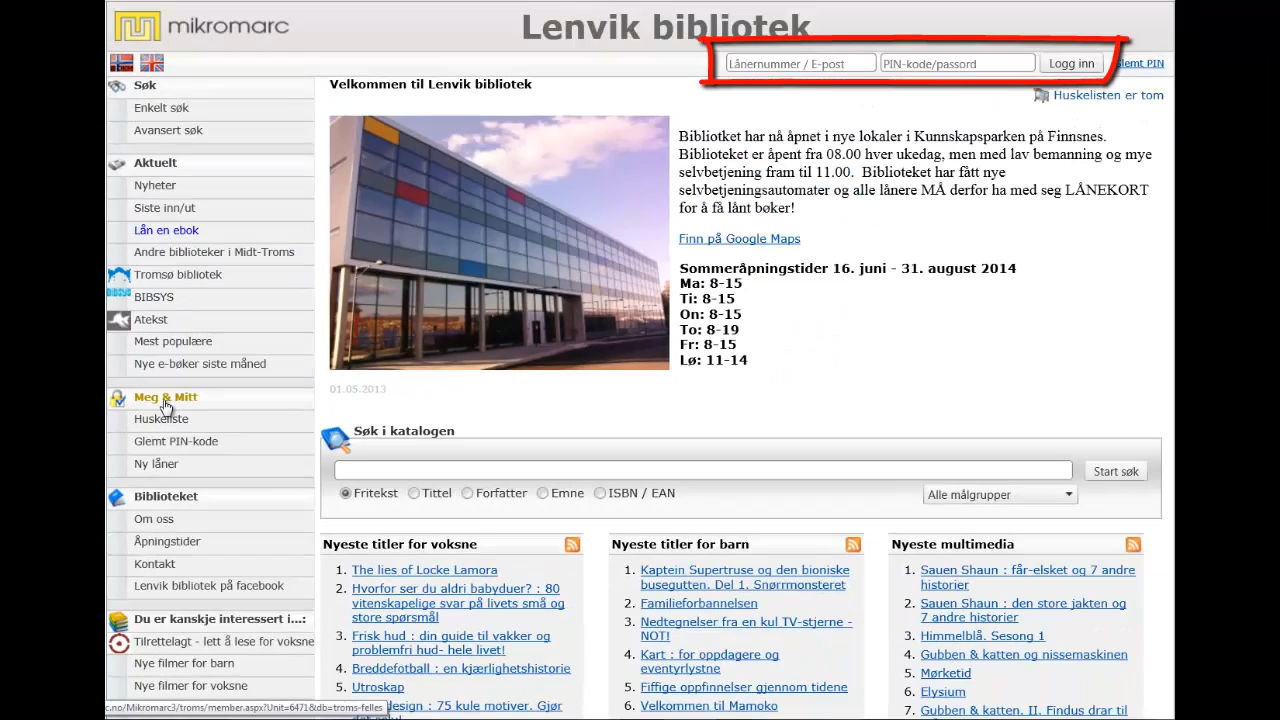 mikromarc
Lenvik bibliotek
Lånernummer / E-post
PIN-kode/passord
Logg inn
lemt PIN
Søk
Enkelt søk
Avansert søk
Aktuelt
Nyheter
Siste inn/ut
Lån en ebok
Andre biblioteker i Midt-Troms
Tromsø bibliotek
BIBSYS
Atekst
Mest populære
Nye e-bøker siste måned
Meg & Mitt
Huskeliste
Glemt PIN-kode
Ny låner
Biblioteket
Om oss
Åpningstider
Kontakt
Lenvik bibliotek på facebook
Du er kanskje interessert i...:
Tilrettelagt - lett å lese for voksne
Nye filmer for barn
Nye filmer for voksne
c.no/Mikromarc3/troms/member.aspx?Unit=6471&db=troms-felles
Velkommen til Lenvik bibliotek
Huskelisten er tom
Bibliotket har nå åpnet i nye lokaler i Kunnskapsparken på Finnsnes.
Biblioteket er åpent fra 08.00 hver ukedag, men med lav bemanning og mye
selvbetjening fram til 11.00. Biblioteket har fått nye
selvbetjeningsautomater og alle lånere MÅ derfor ha med seg LÅNEKORT
for å få lånt bøker!
Finn på Google Maps
Sommeråpningstider 16. juni - 31. august 2014
Ma: 8-15
Ti: 8-15
On: 8-15
To: 8-19
Fr: 8-15
Lø: 11-14
01.05.2013
Søk i katalogen
Start søk
Fritekst Tittel Forfatter Emne ISBN / EAN
Alle målgrupper
Nyeste titler for voksne
1. The lies of Locke Lamora
2. Hvorfor ser du aldri babyduer? : 80
vitenskapelige svar på livets små og
store spørsmål
3. Frisk hud : din guide til vakker og
problemfri hud- hele livet!
4. Breddefotball : en kjærlighetshistorie
5. Utroskap
design : 75 kule motiver. Gjør
Nyeste titler for barn
1. Kaptein Supertruse og den bioniske
busegutten. Del 1. Snørrmonsteret
2. Familieforbannelsen
3. Nedtegnelser fra en kul TV-stjerne -
NOT!
4. Kart : for oppdagere og
eventyrlystne
5. Fiffige oppfinnelser gjennom tidene
6. Velkommen til Mamoko
Nyeste multimedia
1. Sauen Shaun : får-elsket og 7 andre
historier
2. Sauen Shaun : den store jakten og
7 andre historier
3. Himmelblå. Sesong 1
4. Gubben & katten og nissemaskinen
5. Mørketid
6. Elysium
7. Gubben & katten. II. Findus drar til